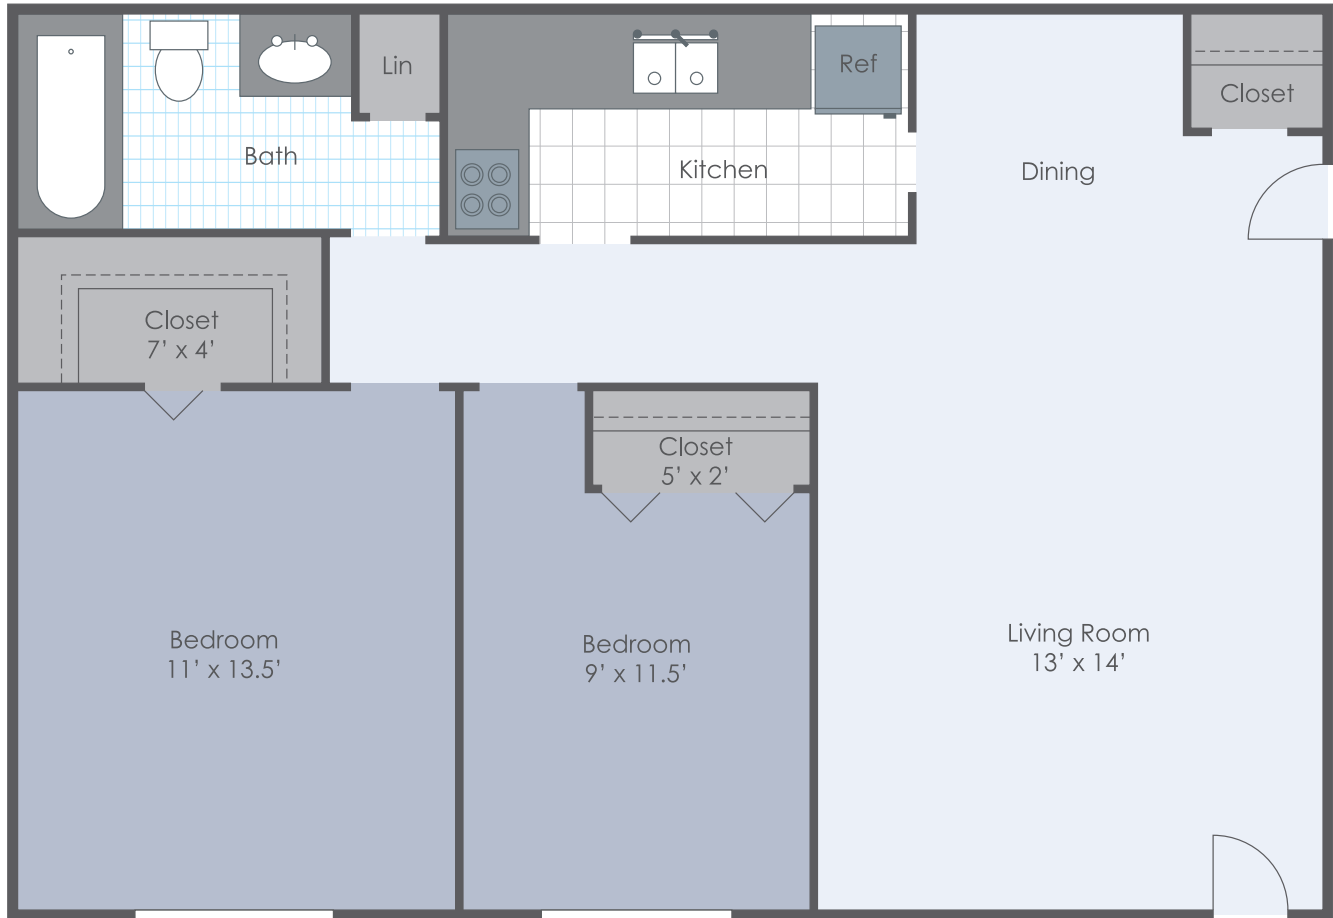 Lin
Ref
Closet
Bath
Kitchen
Dining
Closet
7’ x 4’
Closet
5’ x 2’
Bedroom
11’ x 13.5’
Bedroom
9’ x 11.5’
Living Room
13’ x 14’